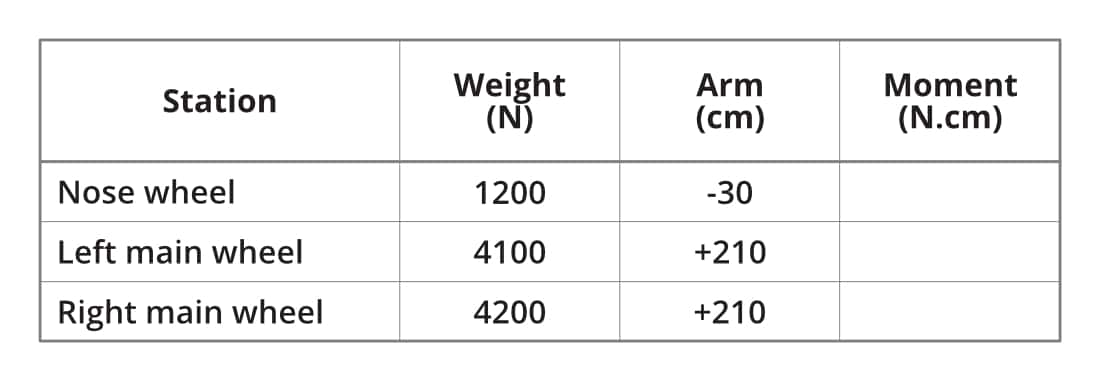 Station Weight (N) Arm (cm) Moment (N.cm)
Nose wheel 1200 -30
Left main wheel 4100 +210
Right main wheel 4200 +210